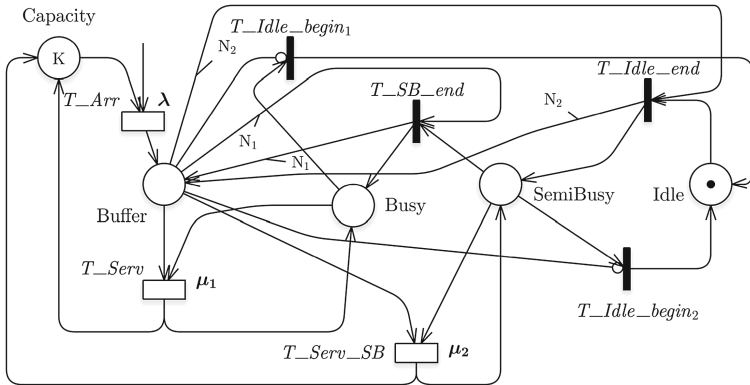 Capacity
T_Idle_begin₁
N₂
K
T_Idle_end
T_SB_end
T_Arr
λ
N₂
N₁
N₁
Buffer
Busy
SemiBusy
Idle
T_Serv
μ₁
T_Idle_begin₂
T_Serv_SB
μ₂